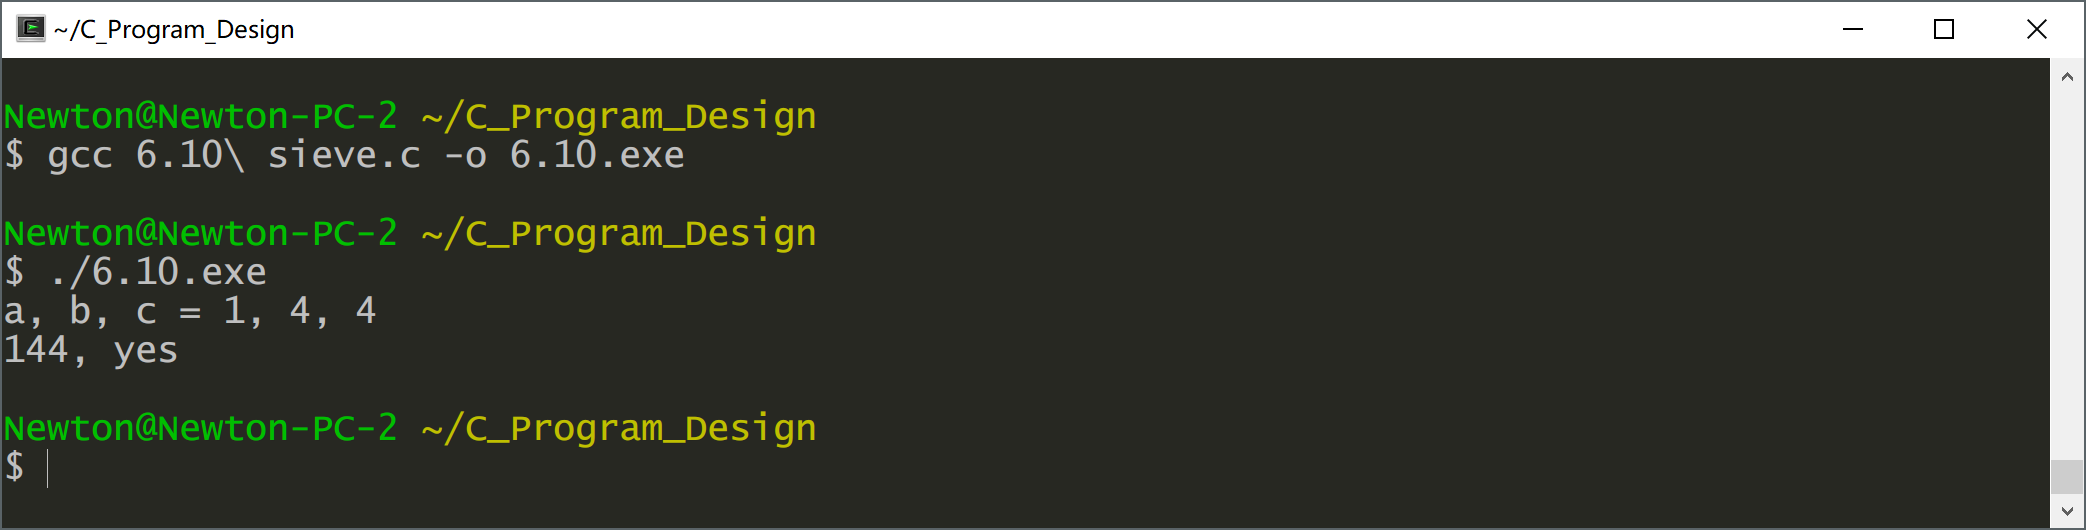 ~/C_Program_Design
Newton@Newton-PC-2 ~/C_Program_Design
$ gcc 6.10\ sieve.c -o 6.10.exe
Newton@Newton-PC-2 ~/C_Program_Design
$ ./6.10.exe
a, b, c = 1, 4, 4
144, yes
Newton@Newton-PC-2 ~/C_Program_Design
$